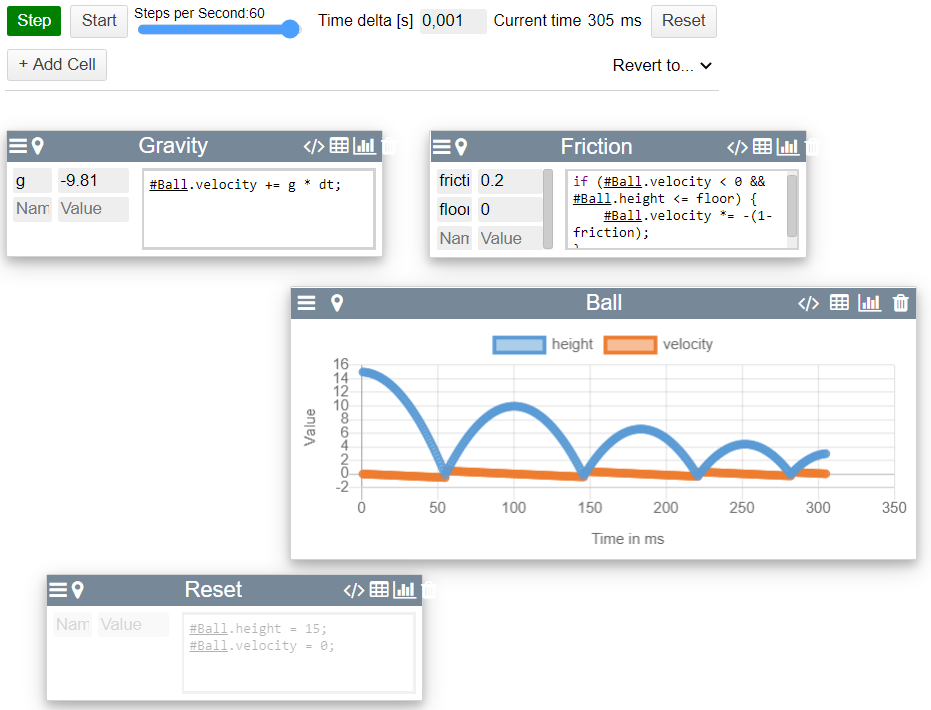 Step Start Steps per Second:60 Time delta [s] 0,001 Current time 305 ms Reset
+ Add Cell Revert to...
Gravity </>
g -9.81
Nam Value
#Ball.velocity += g * dt;
Friction </>
fricti 0.2
floor 0
Nam Value
if (#Ball.velocity < 0 &&
#Ball.height <= floor) {
#Ball.velocity *= -(1-
friction);
}
Ball </>
height velocity
16
14
12
10
8
6
4
2
0
-2
Value
0 50 100 150 200 250 300 350
Time in ms
Reset </>
Nam Value
#Ball.height = 15;
#Ball.velocity = 0;